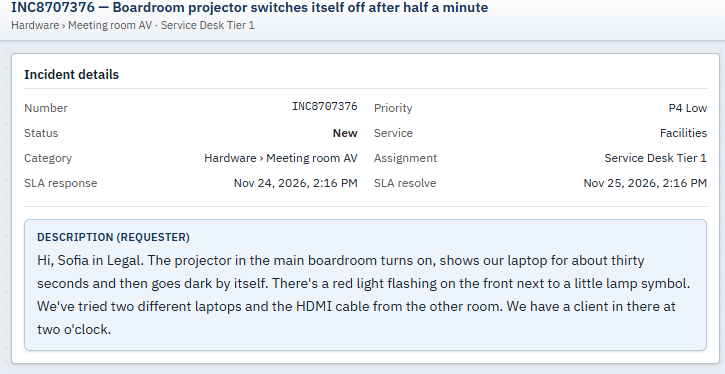 INC8707376 — Boardroom projector switches itself off after half a minute
Hardware › Meeting room AV · Service Desk Tier 1
Incident details
Number INC8707376 Priority P4 Low
Status New Service Facilities
Category Hardware › Meeting room AV Assignment Service Desk Tier 1
SLA response Nov 24, 2026, 2:16 PM SLA resolve Nov 25, 2026, 2:16 PM
DESCRIPTION (REQUESTER)
Hi, Sofia in Legal. The projector in the main boardroom turns on, shows our laptop for about thirty
seconds and then goes dark by itself. There's a red light flashing on the front next to a little lamp symbol.
We've tried two different laptops and the HDMI cable from the other room. We have a client in there at
two o'clock.